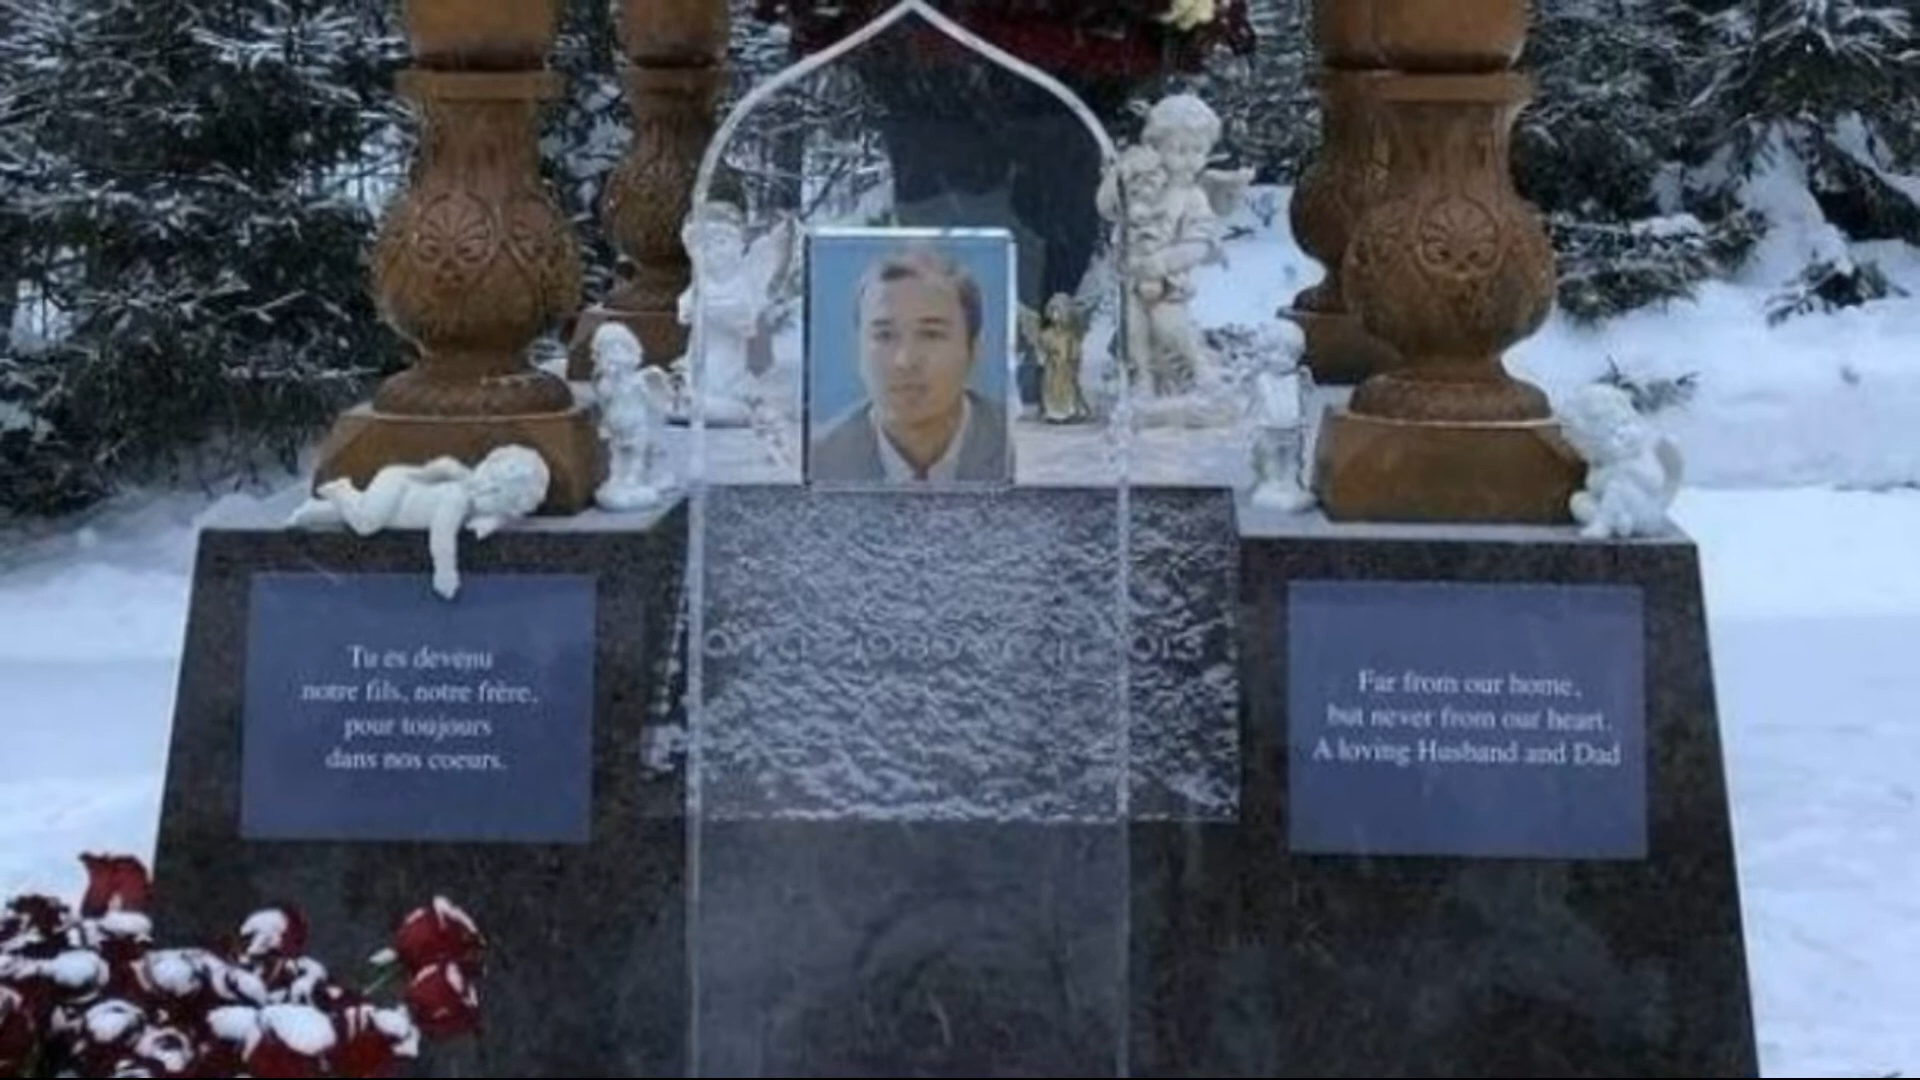 Tu es devenu
notre fils, notre frère,
pour toujours
dans nos coeurs.
Far from our home,
but never from our heart.
A loving Husband and Dad